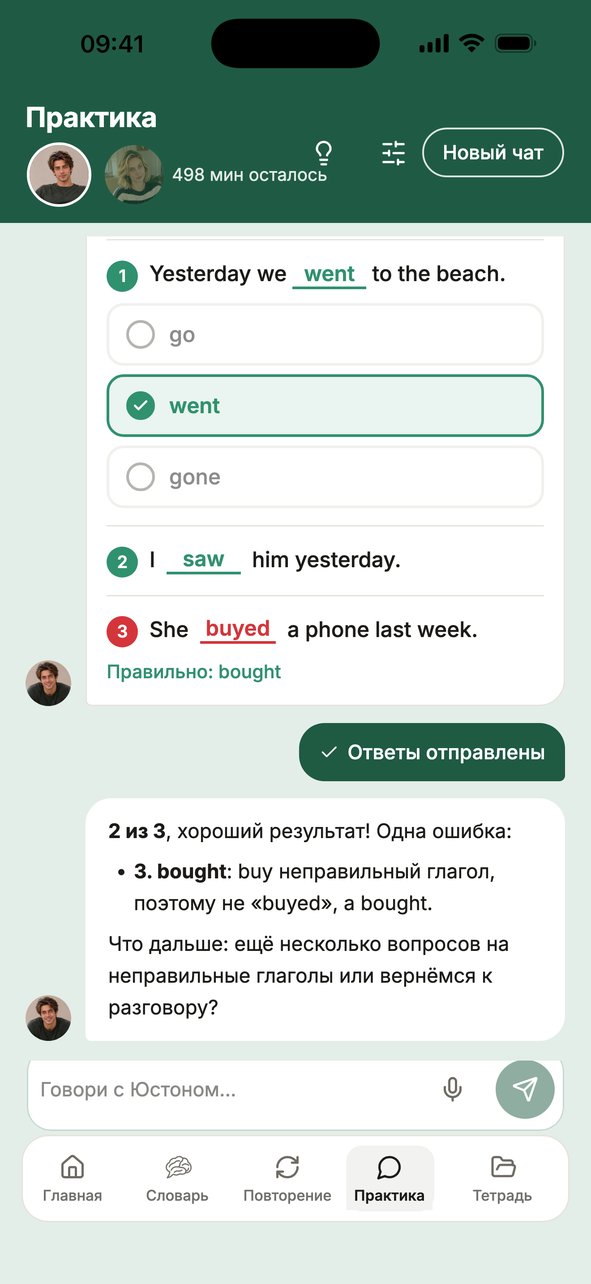 09:41
Практика
498 мин осталось
Новый чат
1 Yesterday we went to the beach.
go
went
gone
2 I saw him yesterday.
3 She buyed a phone last week.
Правильно: bought
Ответы отправлены
2 из 3, хороший результат! Одна ошибка:
• 3. bought: buy неправильный глагол,
поэтому не «buyed», а bought.
Что дальше: ещё несколько вопросов на
неправильные глаголы или вернёмся к
разговору?
Говори с Юстоном...
Главная
Словарь
Повторение
Практика
Тетрадь